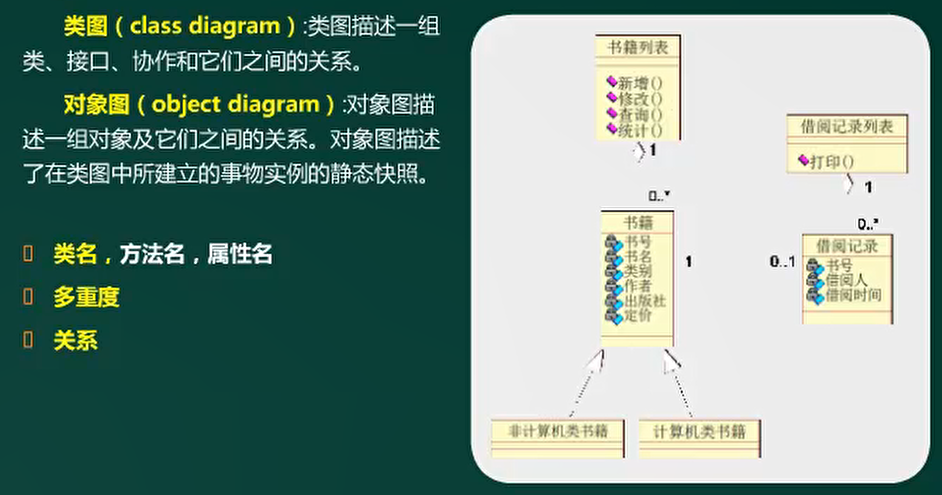 类图（class diagram）:类图描述一组
类、接口、协作和它们之间的关系。
对象图（object diagram）:对象图描
述一组对象及它们之间的关系。对象图描述
了在类图中所建立的事物实例的静态快照。
类名，方法名，属性名
多重度
关系
书籍列表
新增()
修改()
查询()
统计()
1
0..*
书籍
书号
书名
类别
作者
出版社
定价
1
非计算机类书籍
计算机类书籍
借阅记录列表
打印()
1
0..*
0..1
借阅记录
书号
借阅人
借阅时间